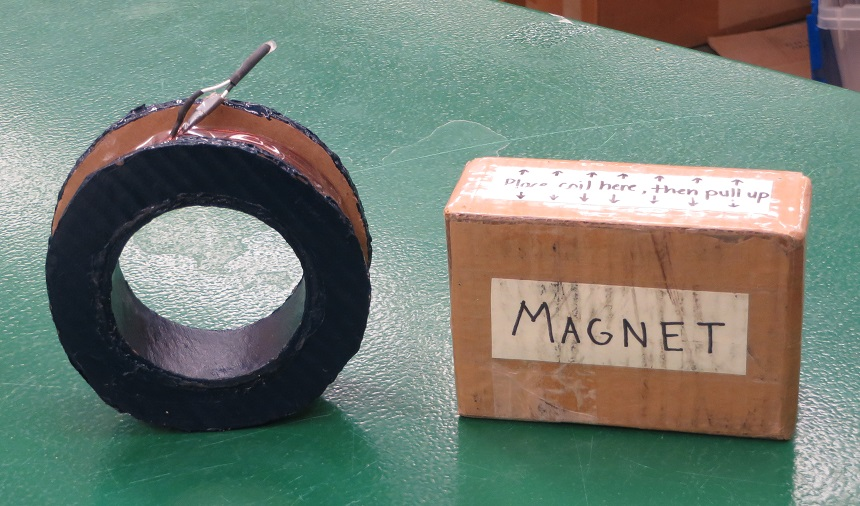 Place coil here, then pull up
MAGNET